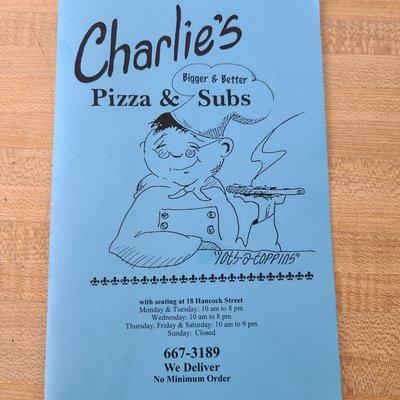 Charlie's
Bigger & Better
Pizza & Subs
"YOTS-O-TOPPINS"
with seating at 18 Hancock Street
Monday & Tuesday: 10 am to 8 pm
Wednesday: 10 am to 8 pm
Thursday, Friday & Saturday: 10 am to 9 pm
Sunday: Closed
667-3189
We Deliver
No Minimum Order